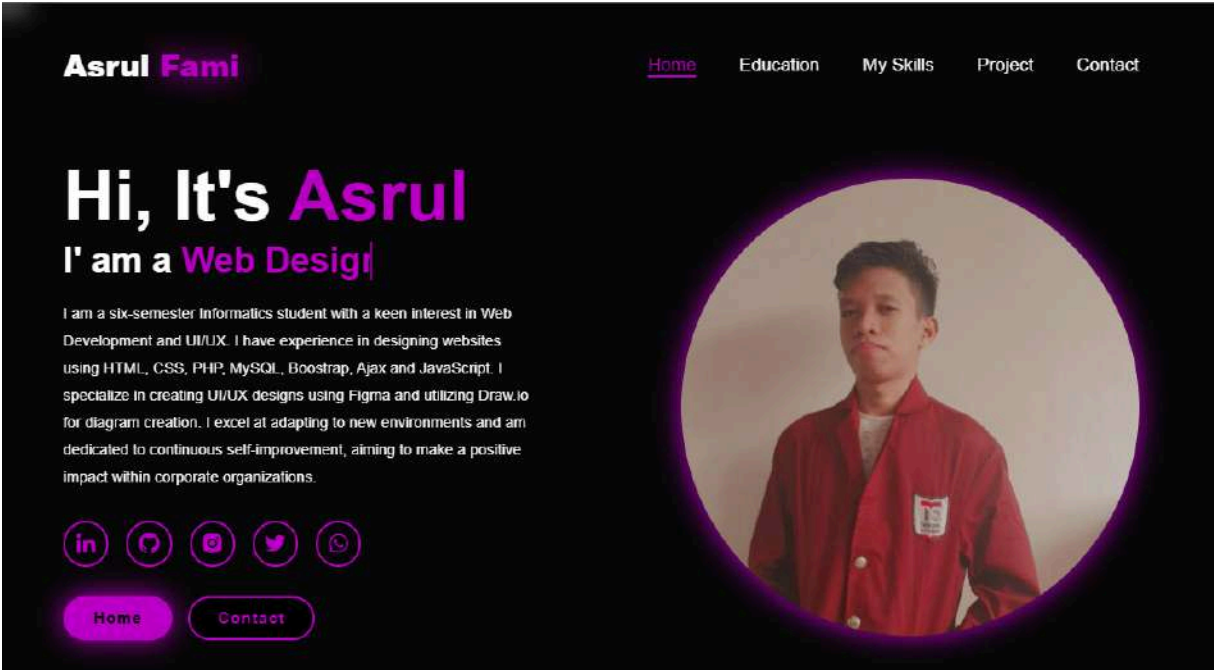 Asrul Fami
Home Education My Skills Project Contact
Hi, It's Asrul
I' am a Web Desigr
I am a six-semester Informatics student with a keen interest in Web
Development and UI/UX. I have experience in designing websites
using HTML, CSS, PHP, MySQL, Boostrap, Ajax and JavaScript. I
specialize in creating UI/UX designs using Figma and utilizing Draw.io
for diagram creation. I excel at adapting to new environments and am
dedicated to continuous self-improvement, aiming to make a positive
impact within corporate organizations.
in
Home Contact